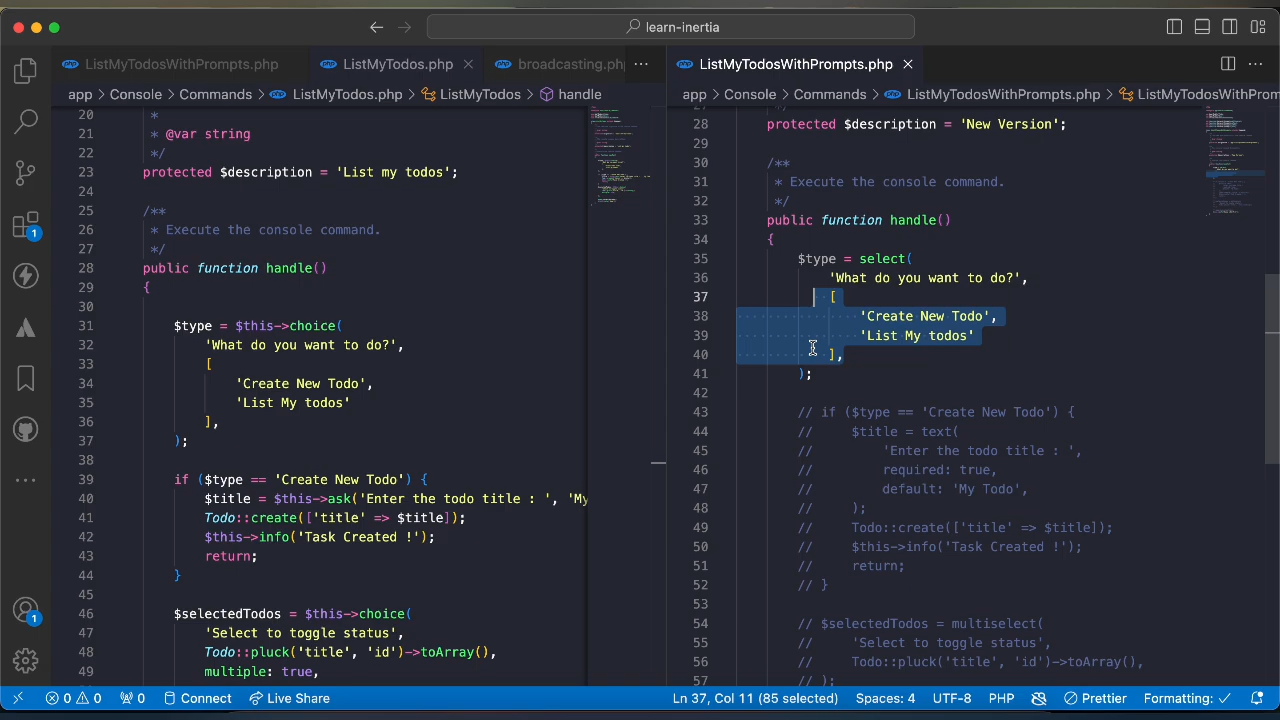 learn-inertia
ListMyTodosWithPrompts.php
ListMyTodos.php
broadcasting.ph
app > Console > Commands > ListMyTodos.php > ListMyTodos > handle
20 *
21 * @var string
22 */
23 protected $description = 'List my todos';
24
25 /**
26 * Execute the console command.
27 */
28 public function handle()
29 {
30
31 $type = $this->choice(
32 'What do you want to do?',
33 [
34 'Create New Todo',
35 'List My todos'
36 ],
37 );
38
39 if ($type == 'Create New Todo') {
40 $title = $this->ask('Enter the todo title : ', 'My
41 Todo::create(['title' => $title]);
42 $this->info('Task Created !');
43 return;
44 }
45
46 $selectedTodos = $this->choice(
47 'Select to toggle status',
48 Todo::pluck('title', 'id')->toArray(),
49 multiple: true,
ListMyTodosWithPrompts.php
app > Console > Commands > ListMyTodosWithPrompts.php > ListMyTodosWithProm
27 */
28 protected $description = 'New Version';
29
30 /**
31 * Execute the console command.
32 */
33 public function handle()
34 {
35 $type = select(
36 'What do you want to do?',
37 [
38 'Create New Todo',
39 'List My todos'
40 ],
41 );
42
43 // if ($type == 'Create New Todo') {
44 // $title = text(
45 // 'Enter the todo title : ',
46 // required: true,
47 // default: 'My Todo',
48 // );
49 // Todo::create(['title' => $title]);
50 // $this->info('Task Created !');
51 // return;
52 // }
53
54 // $selectedTodos = multiselect(
55 // 'Select to toggle status',
56 // Todo::pluck('title', 'id')->toArray(),
57 // );
1
1
0 0 0 Connect Live Share Ln 37, Col 11 (85 selected) Spaces: 4 UTF-8 PHP Prettier Formatting: